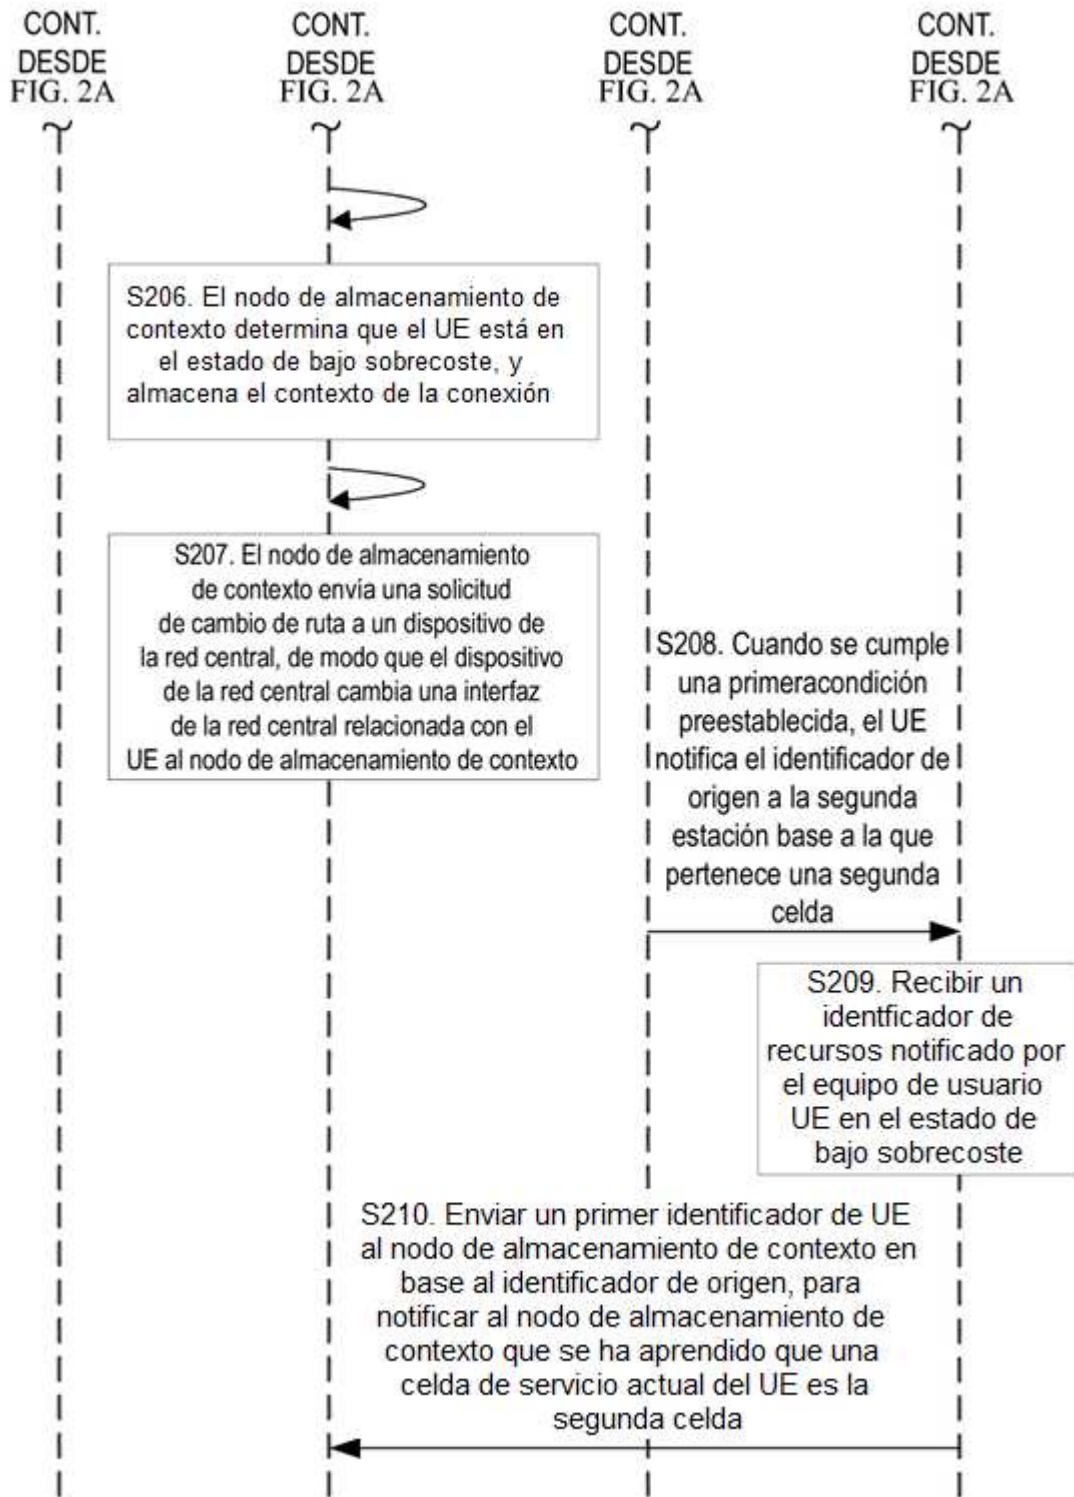 CONT.
DESDE
FIG. 2A
CONT.
DESDE
FIG. 2A
CONT.
DESDE
FIG. 2A
CONT.
DESDE
FIG. 2A
S206. El nodo de almacenamiento de
contexto determina que el UE está en
el estado de bajo sobrecoste, y
almacena el contexto de la conexión
S207. El nodo de almacenamiento
de contexto envía una solicitud
de cambio de ruta a un dispositivo de
la red central, de modo que el dispositivo
de la red central cambia una interfaz
de la red central relacionada con el
UE al nodo de almacenamiento de contexto
S208. Cuando se cumple
una primeracondición
preestablecida, el UE
notifica el identificador de
origen a la segunda
estación base a la que
pertenece una segunda
celda
S209. Recibir un
identficador de
recursos notificado por
el equipo de usuario
UE en el estado de
bajo sobrecoste
S210. Enviar un primer identificador de UE
al nodo de almacenamiento de contexto en
base al identificador de origen, para
notificar al nodo de almacenamiento de
contexto que se ha aprendido que una
celda de servicio actual del UE es la
segunda celda